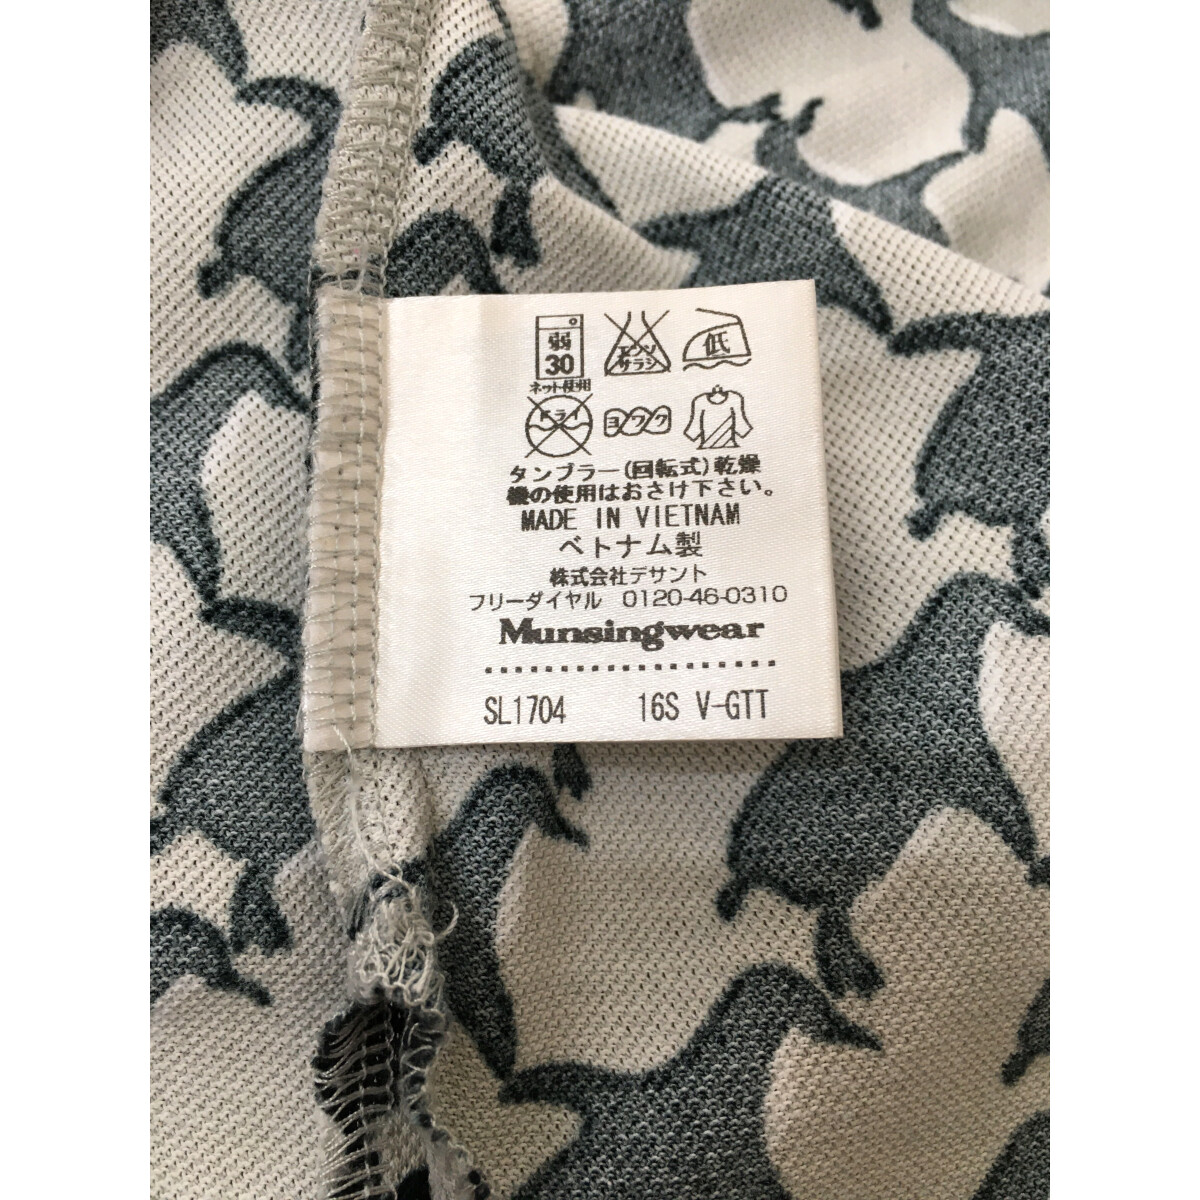 弱
30
ネット使用
エンソ
サラシ
低
ドライ
ヨワク
タンブラー(回転式)乾燥
機の使用はおさけ下さい。
MADE IN VIETNAM
ベトナム製
株式会社デサント
フリーダイヤル 0120-46-0310
Munsingwear
SL1704 16S V-GTT